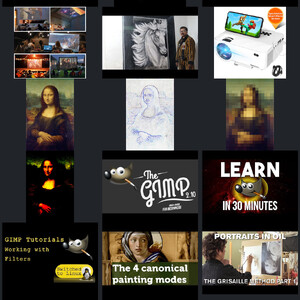 The
GIMP
2.10
LEARN
IN 30 MINUTES
GIMP Tutorials
Working with
Filters
Switched
to Linux
The 4 canonical
painting modes
PORTRAITS IN OIL
THE GRISAILLE METHOD PART 1